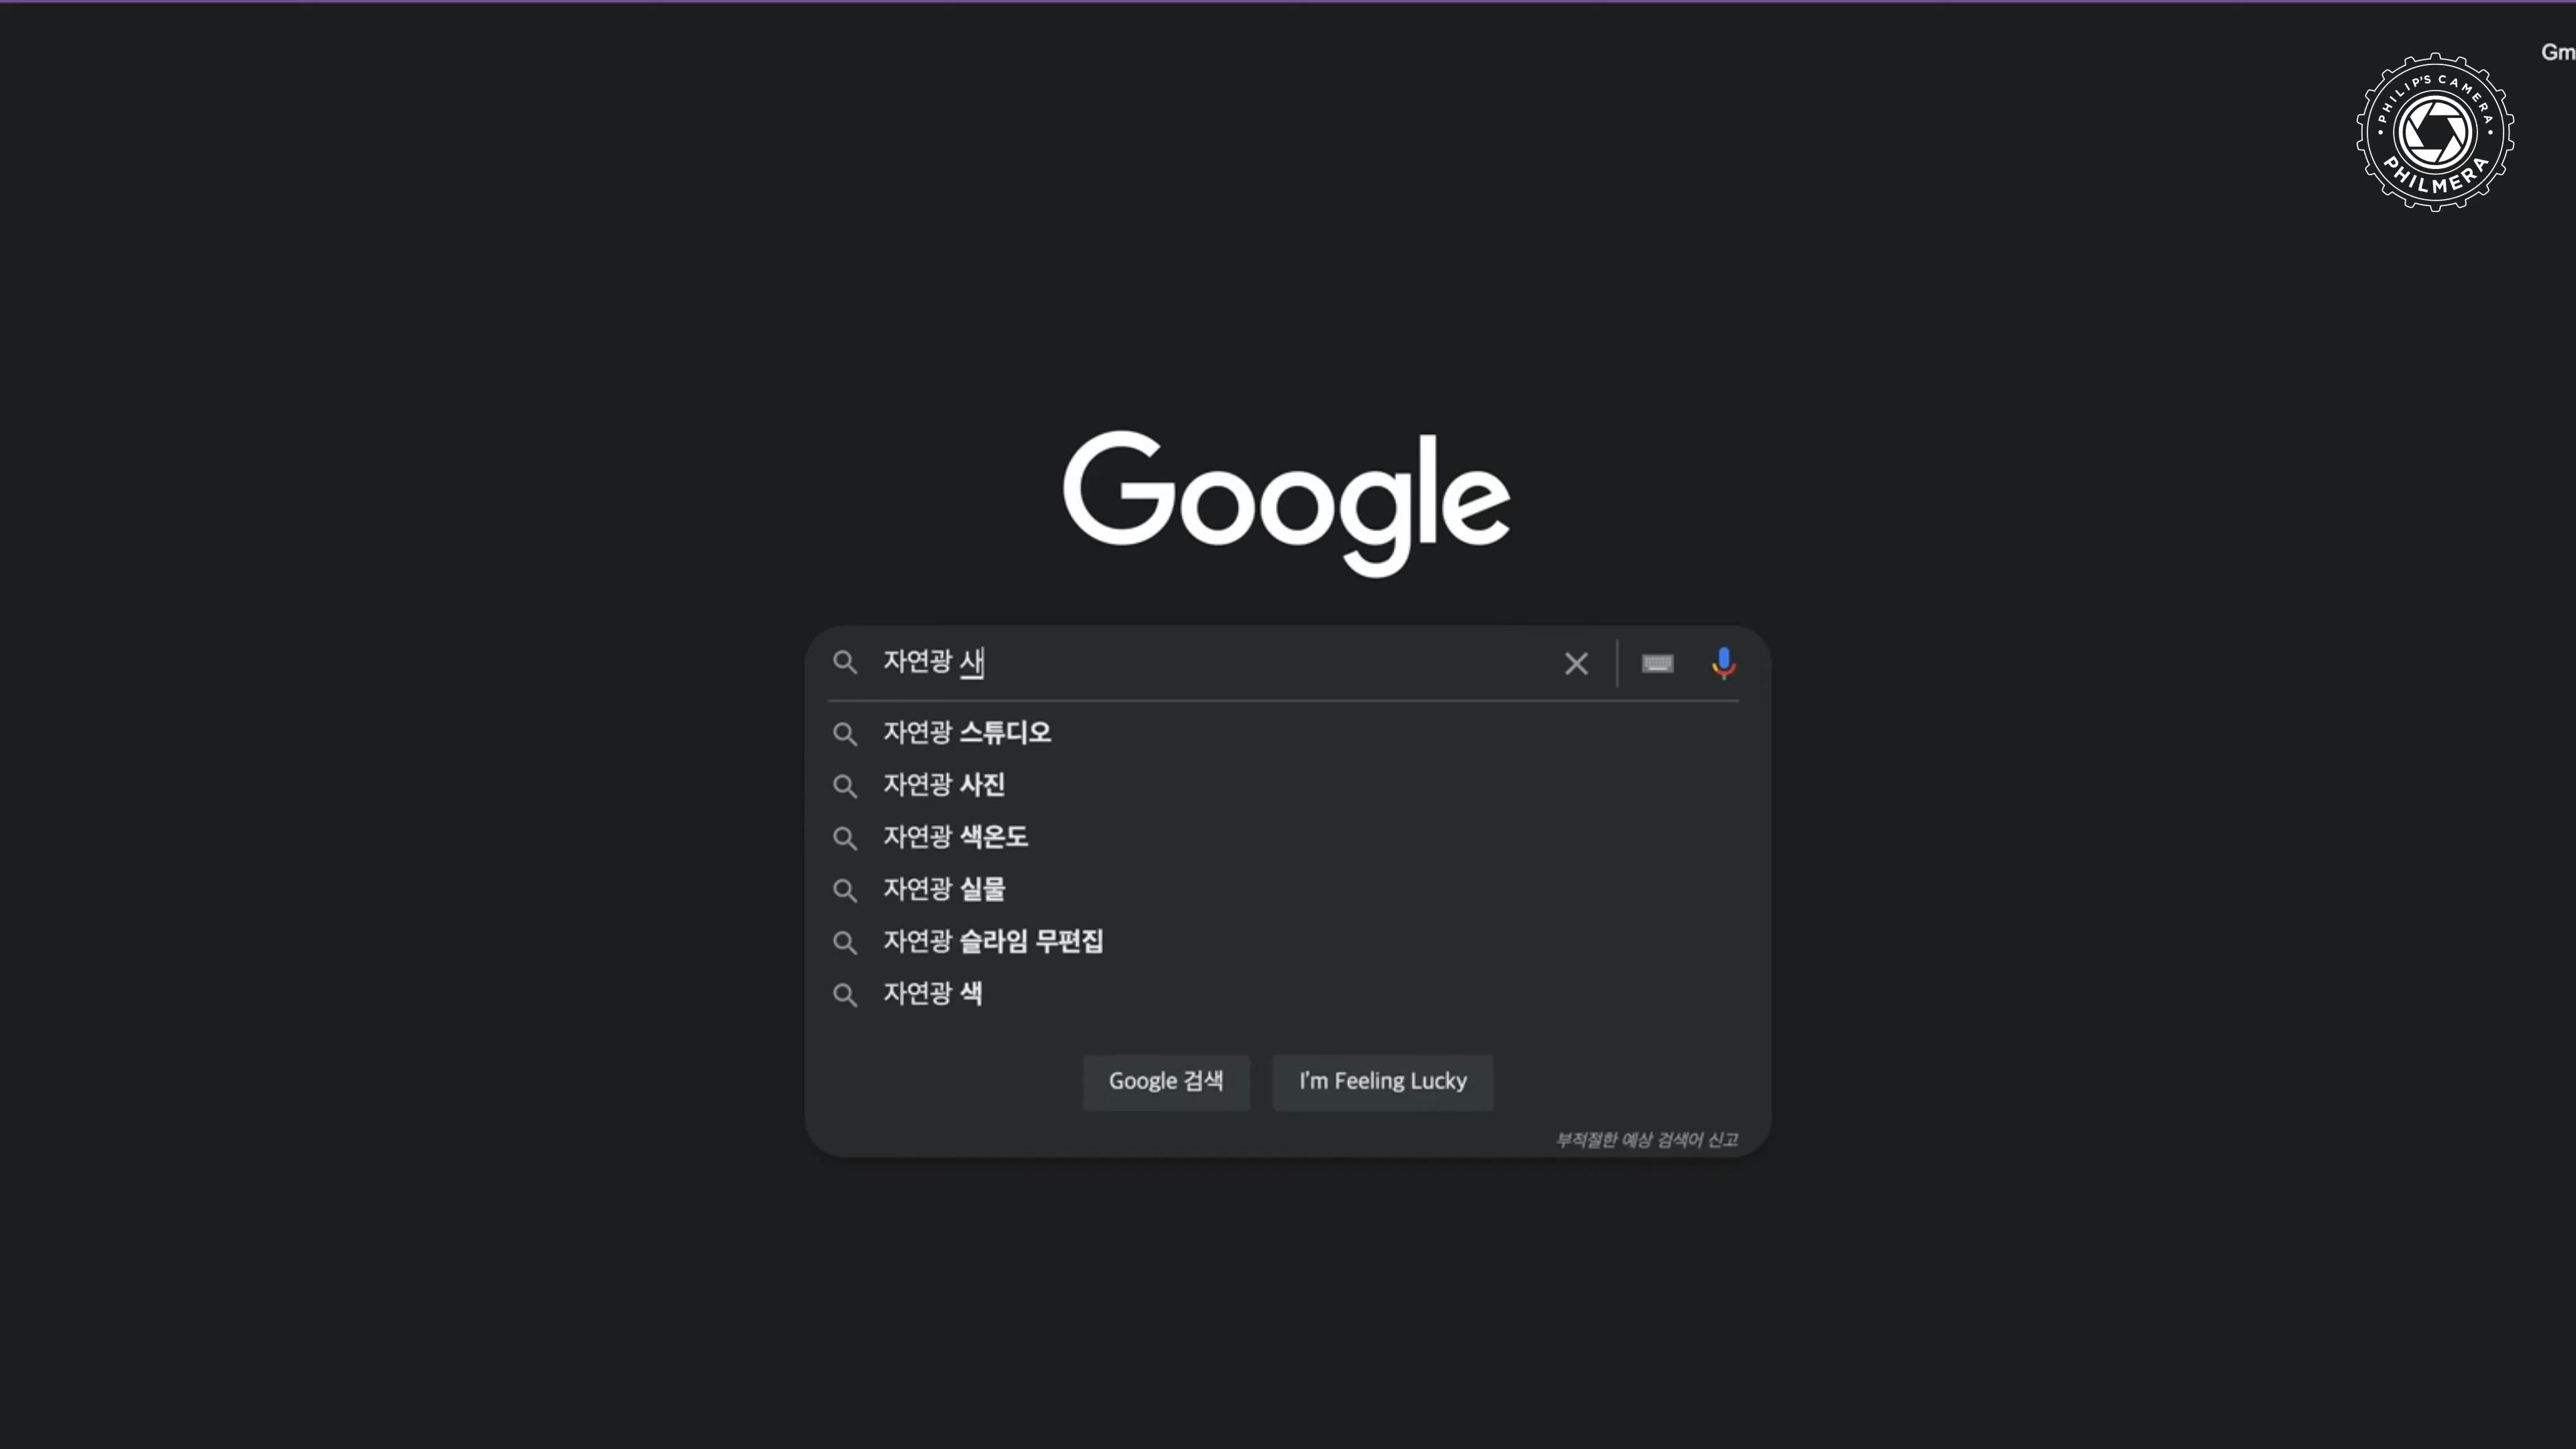 Gm
PHILIP'S CAMERA
PHILMERA
Google
자연광 새
자연광 스튜디오
자연광 사진
자연광 색온도
자연광 실물
자연광 슬라임 무편집
자연광 색
Google 검색
I'm Feeling Lucky
부적절한 예상 검색어 신고